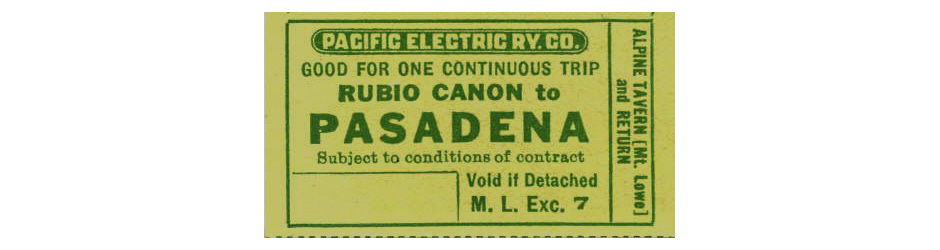 PACIFIC ELECTRIC RY. CO.
GOOD FOR ONE CONTINUOUS TRIP
RUBIO CANON to
PASADENA
Subject to conditions of contract
Void if Detached
M. L. Exc. 7
ALPINE TAVERN [Mt. Lowe]
and RETURN